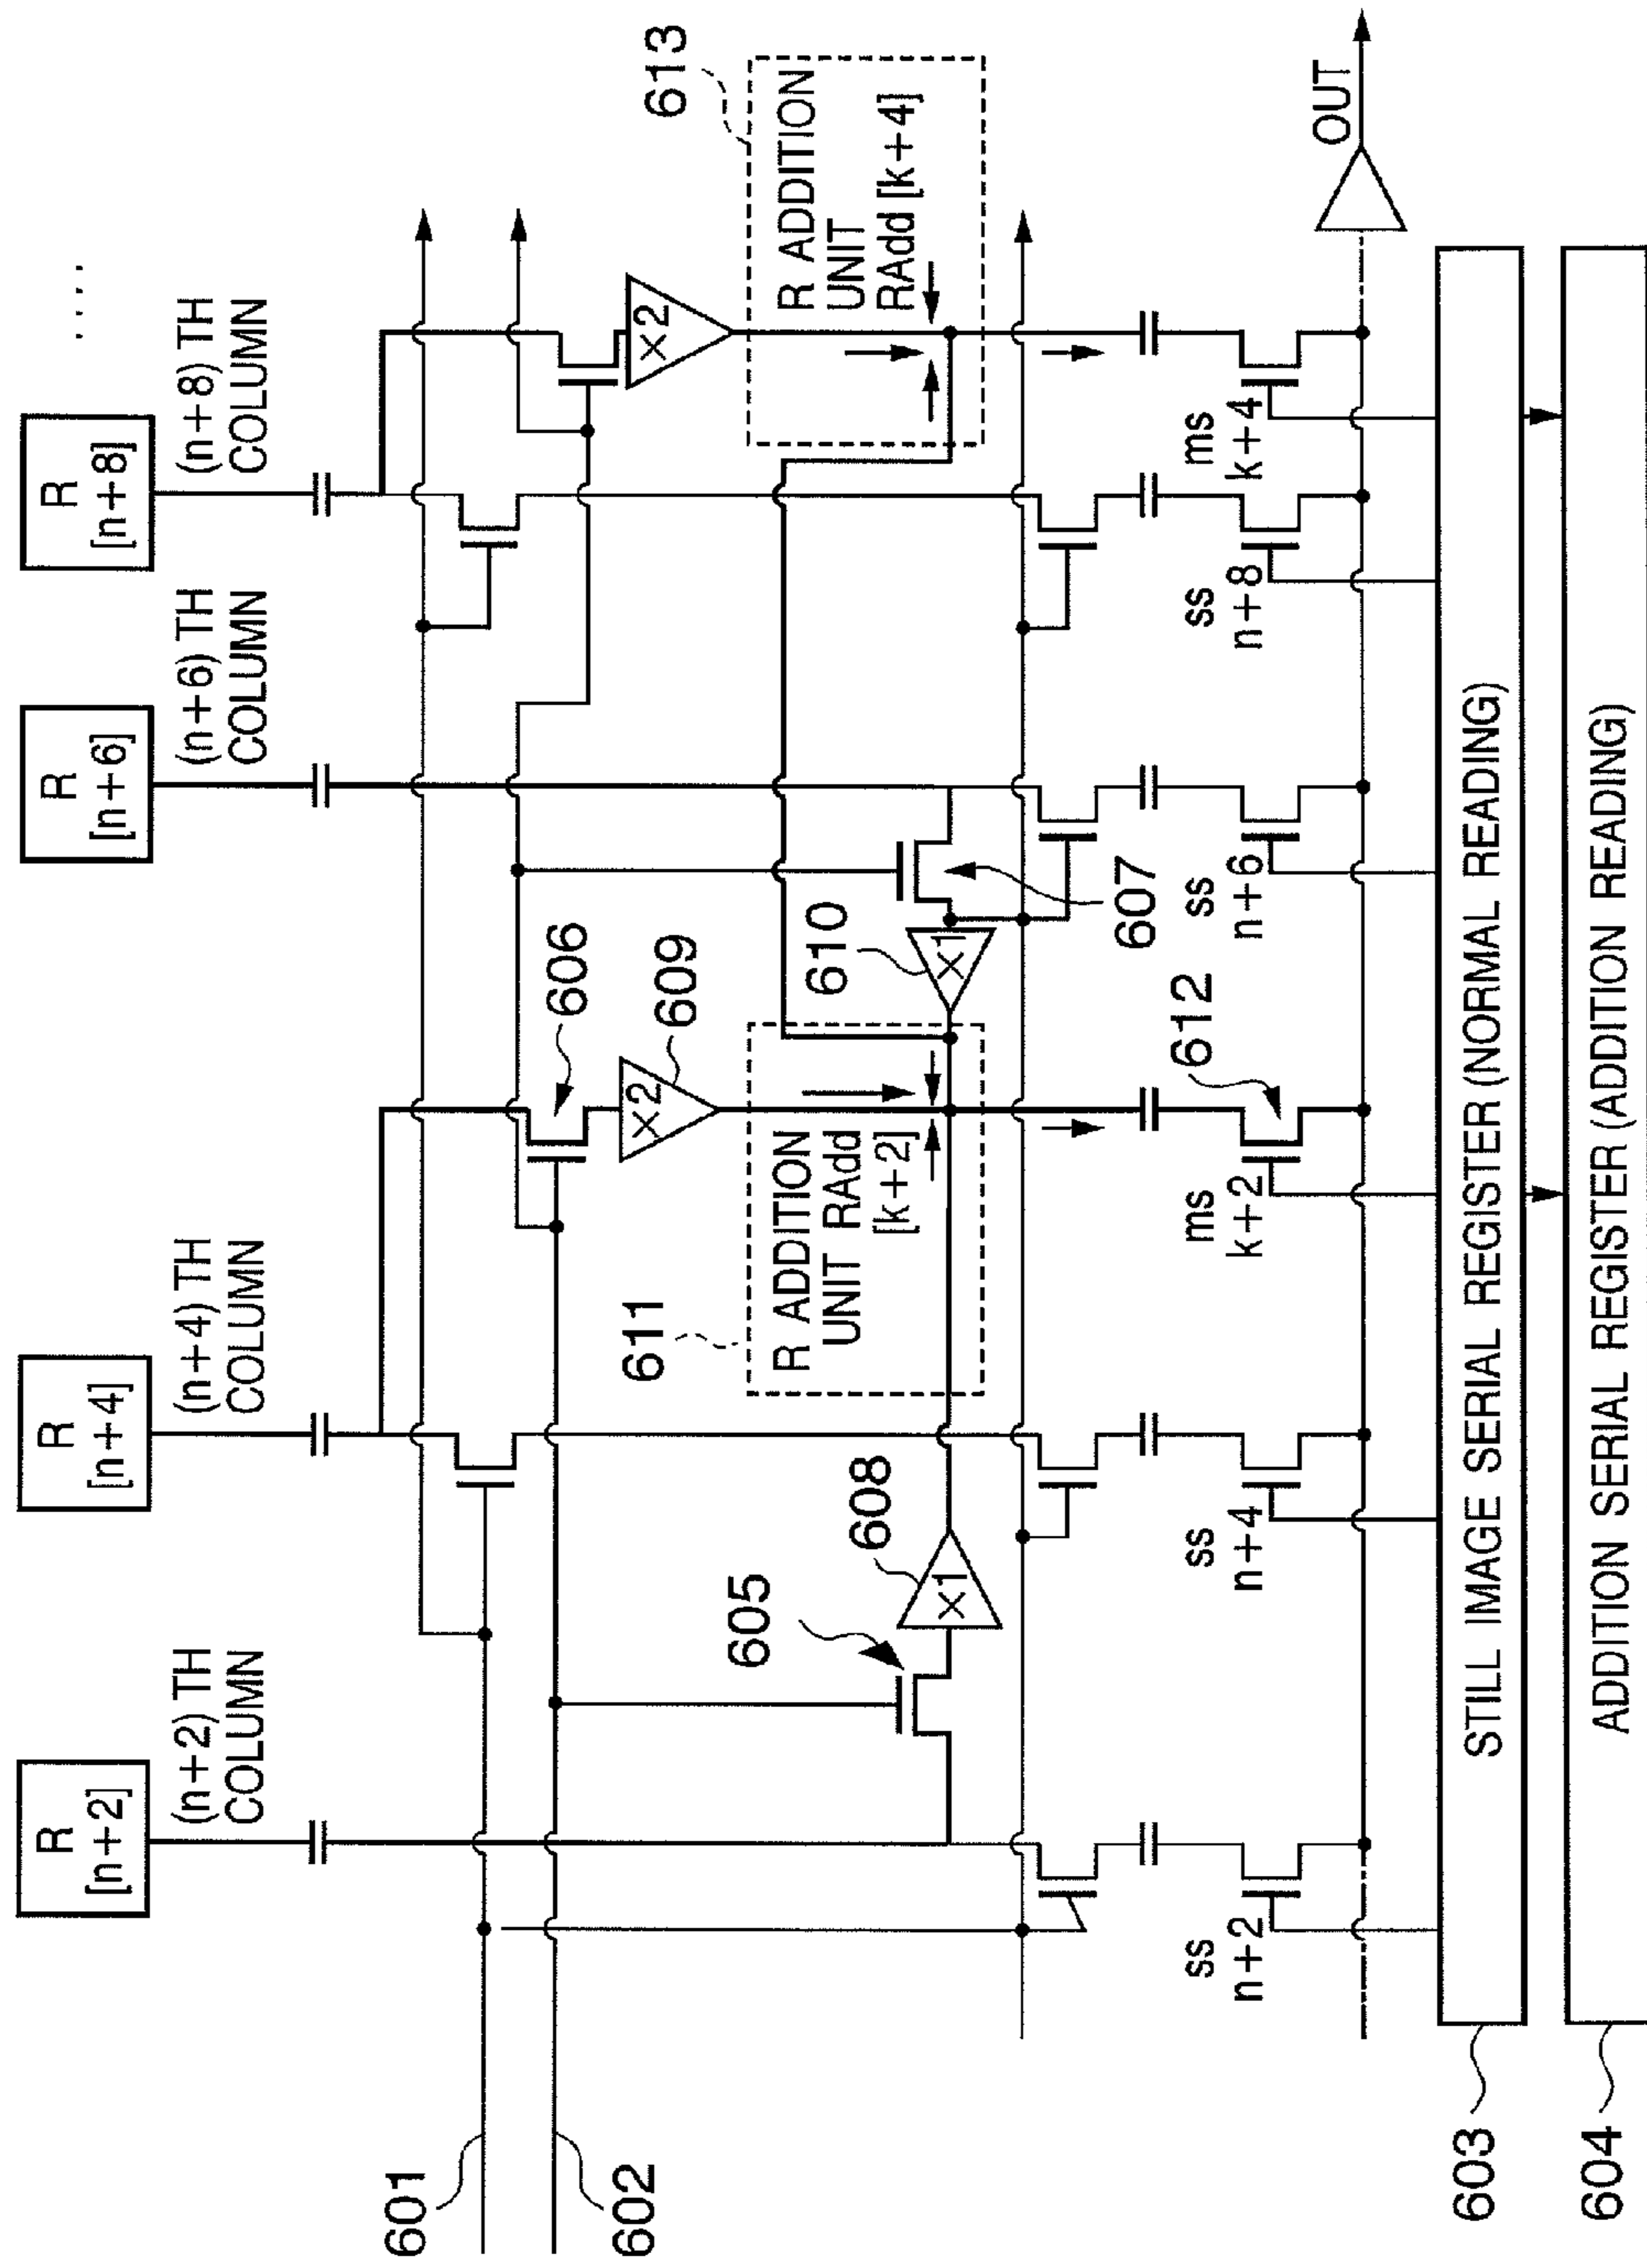 R
[n+2]
(n+2) TH
COLUMN
R
[n+4]
(n+4) TH
COLUMN
R
[n+6]
(n+6) TH
COLUMN
R
[n+8]
(n+8) TH
COLUMN
.....
601
602
605
×1
608
606
×2
609
611
R ADDITION
UNIT RAdd
[k+2]
610
×1
607
×2
613
R ADDITION
UNIT
RAdd [k+4]
ss
n+2
ss
n+4
ms
k+2
612
ss
n+6
ss
n+8
ms
k+4
OUT
603
STILL IMAGE SERIAL REGISTER (NORMAL READING)
604
ADDITION SERIAL REGISTER (ADDITION READING)